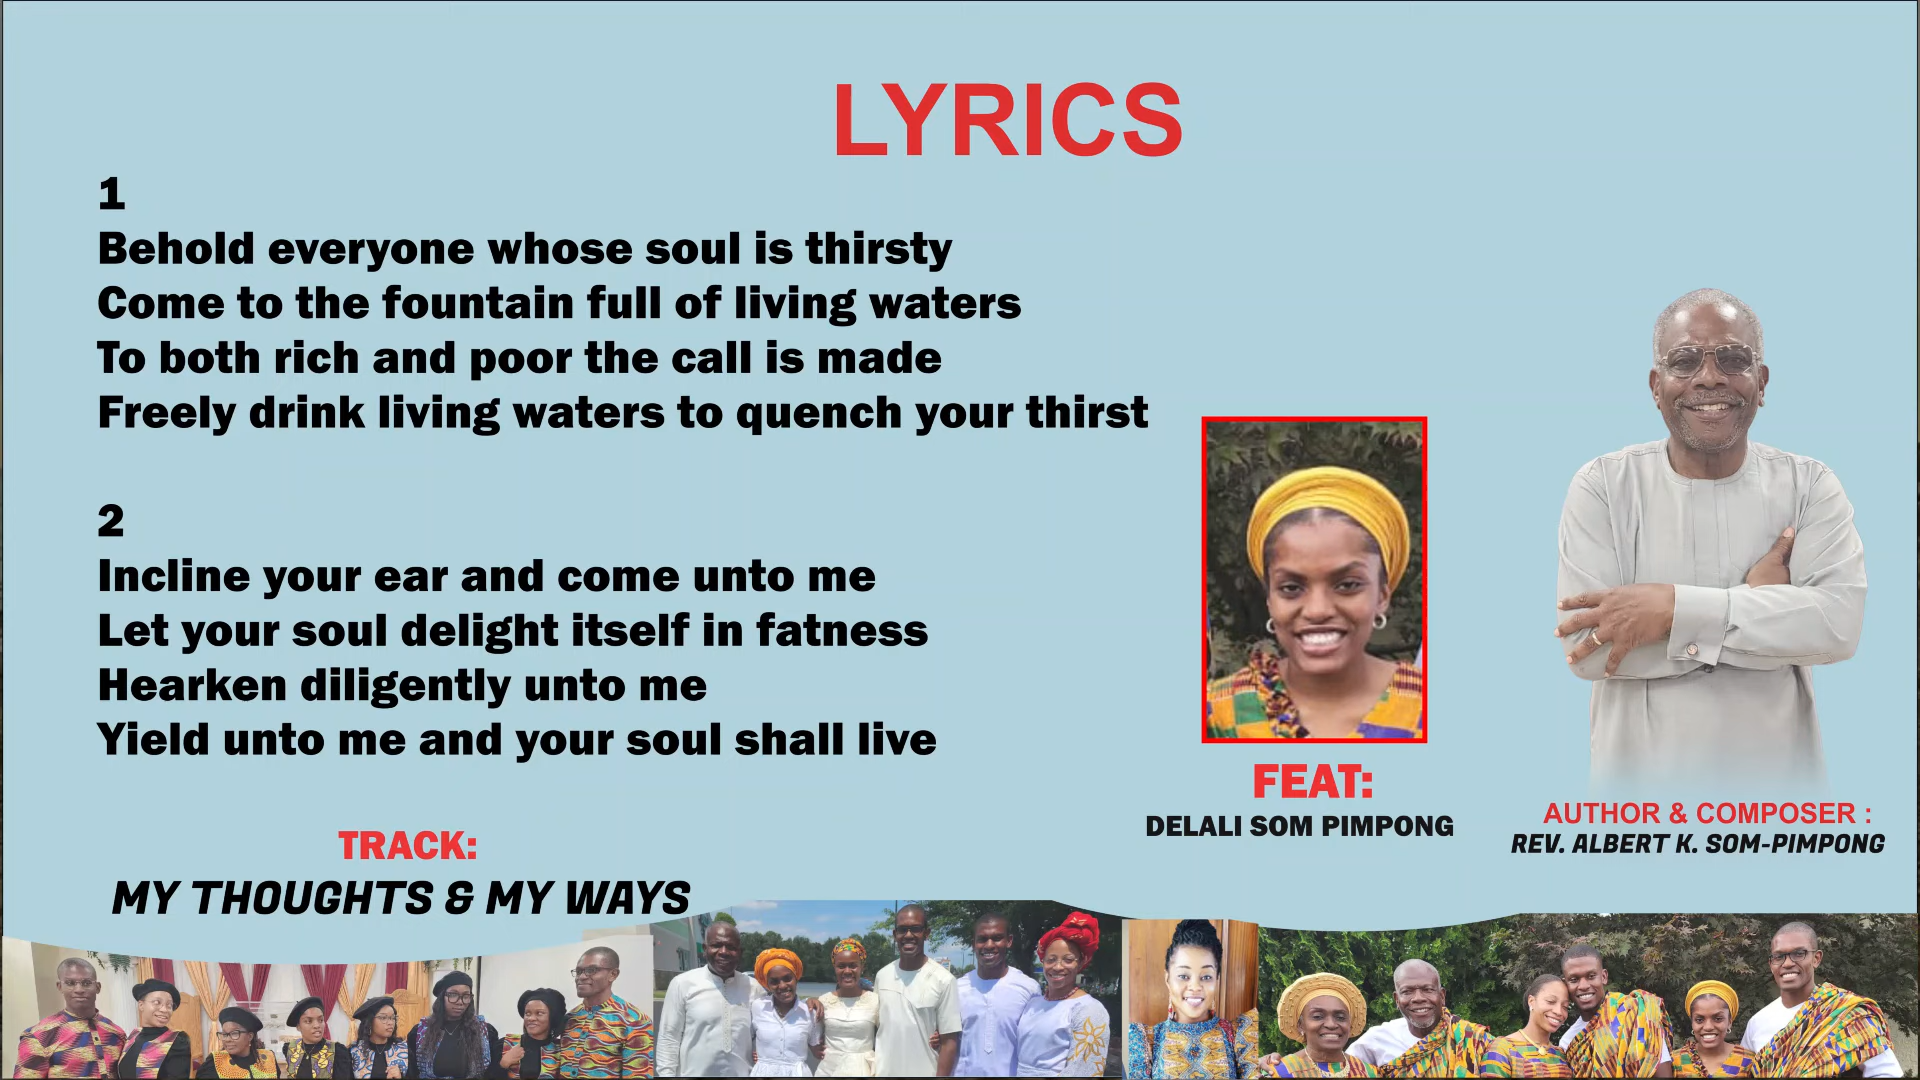 LYRICS
1
Behold everyone whose soul is thirsty
Come to the fountain full of living waters
To both rich and poor the call is made
Freely drink living waters to quench your thirst
2
Incline your ear and come unto me
Let your soul delight itself in fatness
Hearken diligently unto me
Yield unto me and your soul shall live
TRACK:
MY THOUGHTS & MY WAYS
FEAT:
DELALI SOM PIMPONG
AUTHOR & COMPOSER :
REV. ALBERT K. SOM-PIMPONG